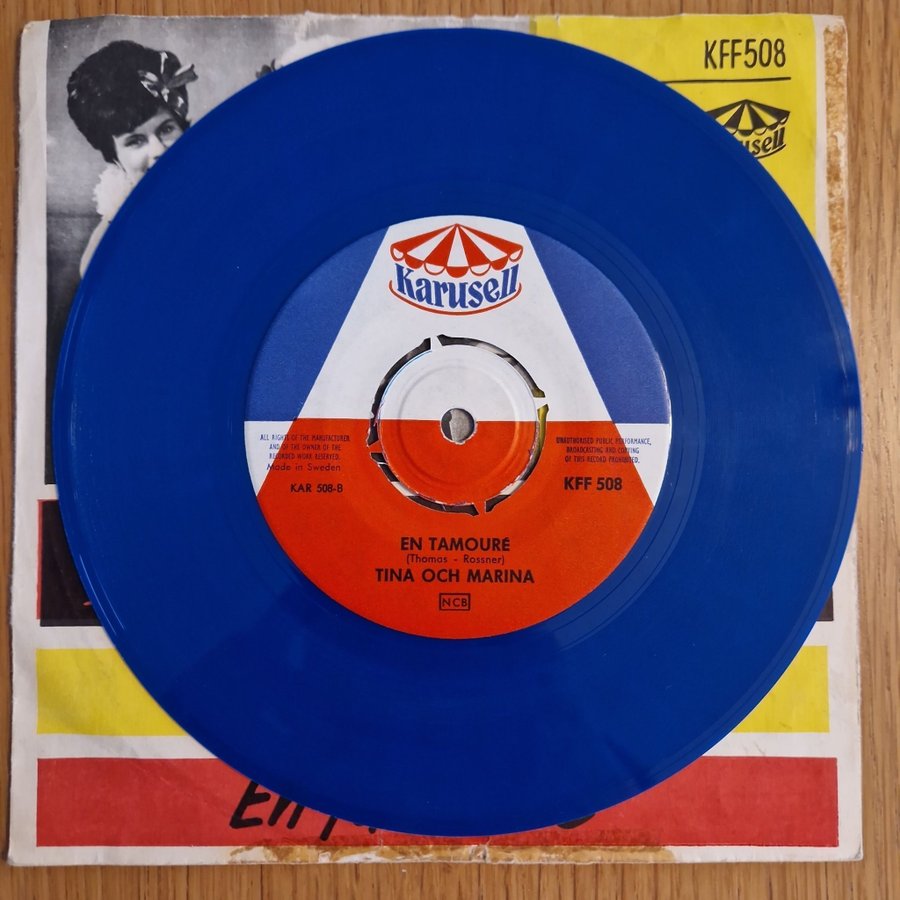 KFF508
Karusell
ALL RIGHTS OF THE MANUFACTURER
AND OF THE OWNER OF THE
RECORDED WORK RESERVED.
Made in Sweden
KAR 508-B
UNAUTHORISED PUBLIC PERFORMANCE,
BROADCASTING AND COPYING
OF THIS RECORD PROHIBITED.
KFF 508
EN TAMOURÉ
(Thomas - Rossner)
TINA OCH MARINA
NCB
En